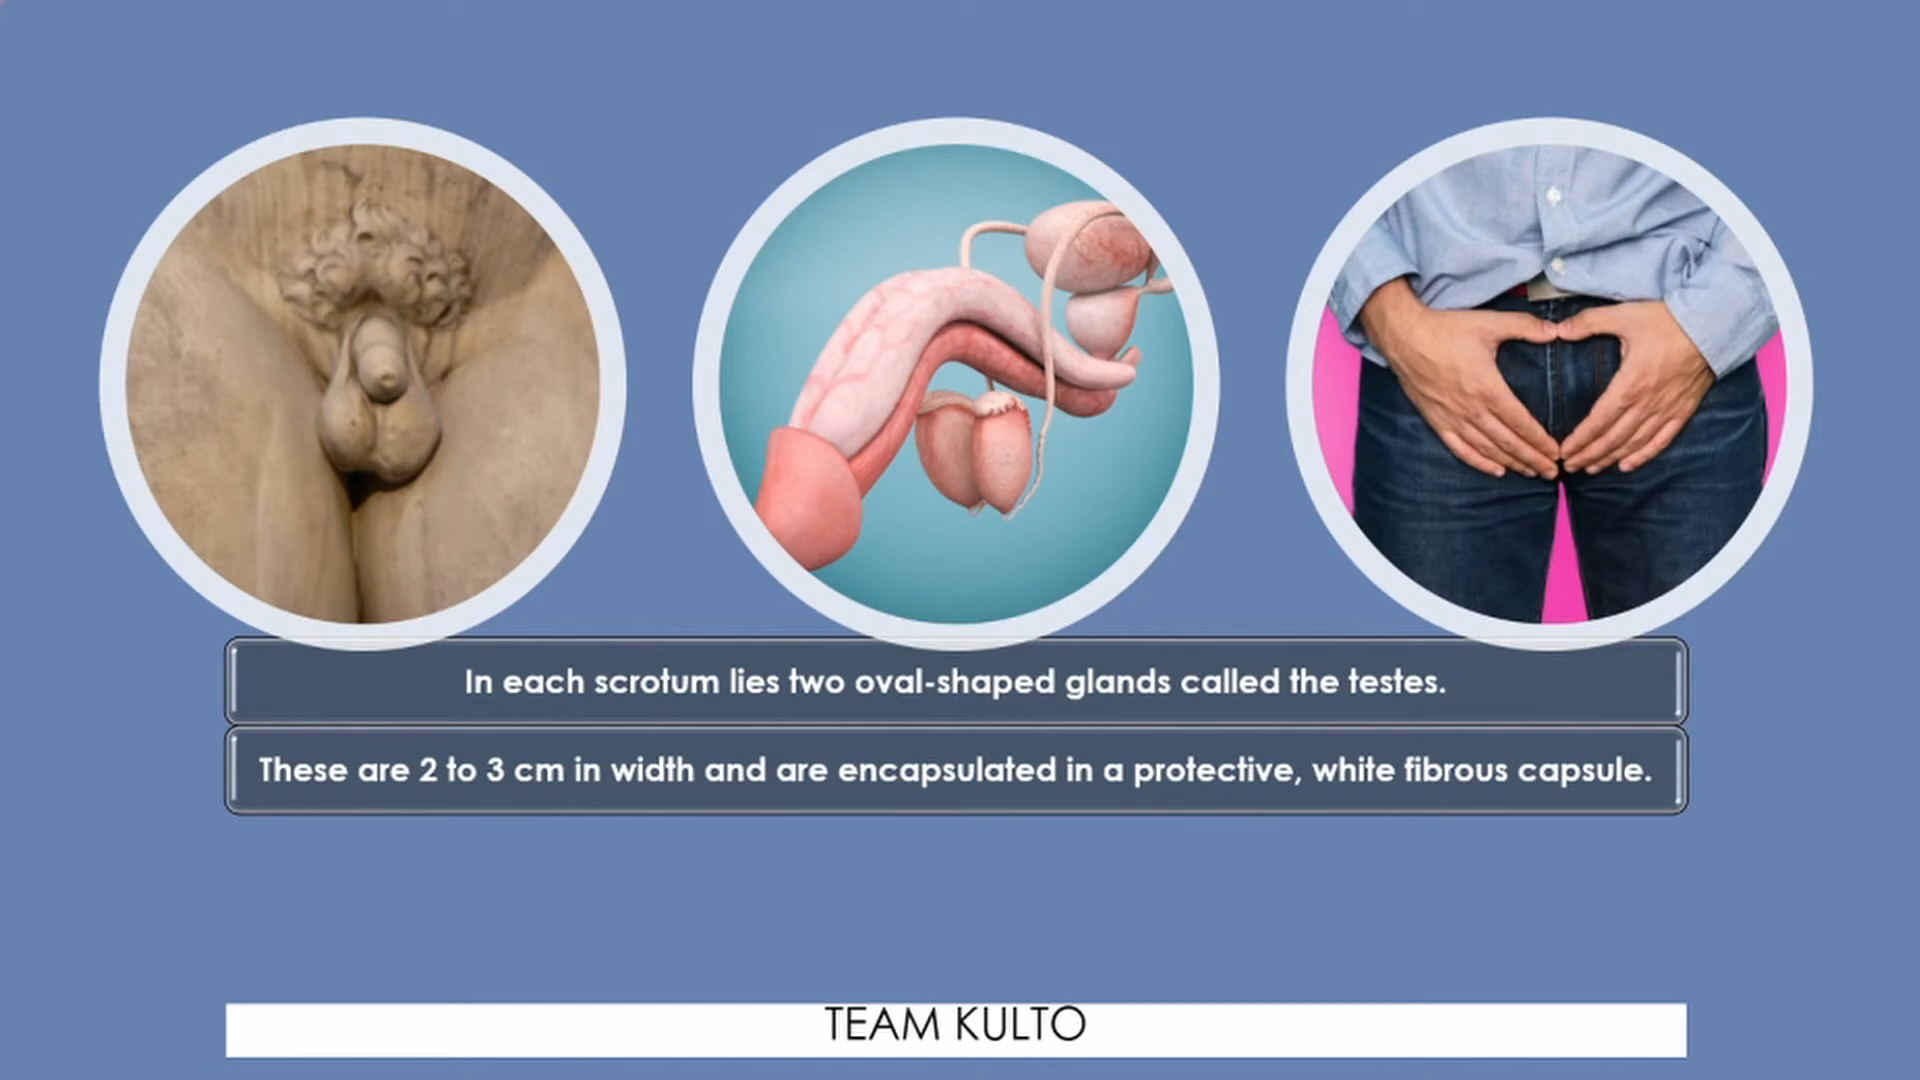 In each scrotum lies two oval-shaped glands called the testes.
These are 2 to 3 cm in width and are encapsulated in a protective, white fibrous capsule.
TEAM KULTO